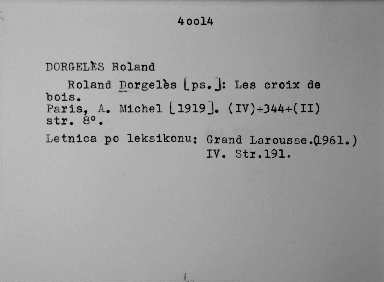 40014
DORGELÈS Roland
Roland Dorgelès [ps.]: Les croix de
bois.
Paris, A. Michel [1919]. (IV)+344+(II)
str. 8°.
Letnica po leksikonu: Grand Larousse.(1961.)
IV. Str.191.